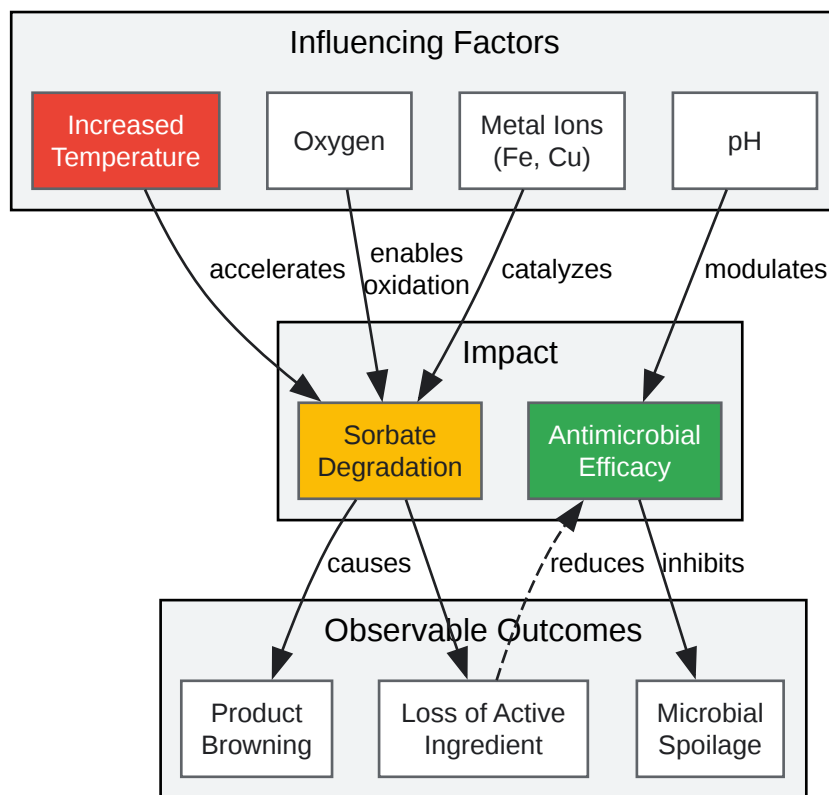 Influencing Factors
Increased
Temperature
Oxygen
Metal Ions
(Fe, Cu)
pH
accelerates
enables
oxidation
catalyzes
modulates
Impact
Sorbate
Degradation
Antimicrobial
Efficacy
causes
reduces
inhibits
Observable Outcomes
Product
Browning
Loss of Active
Ingredient
Microbial
Spoilage